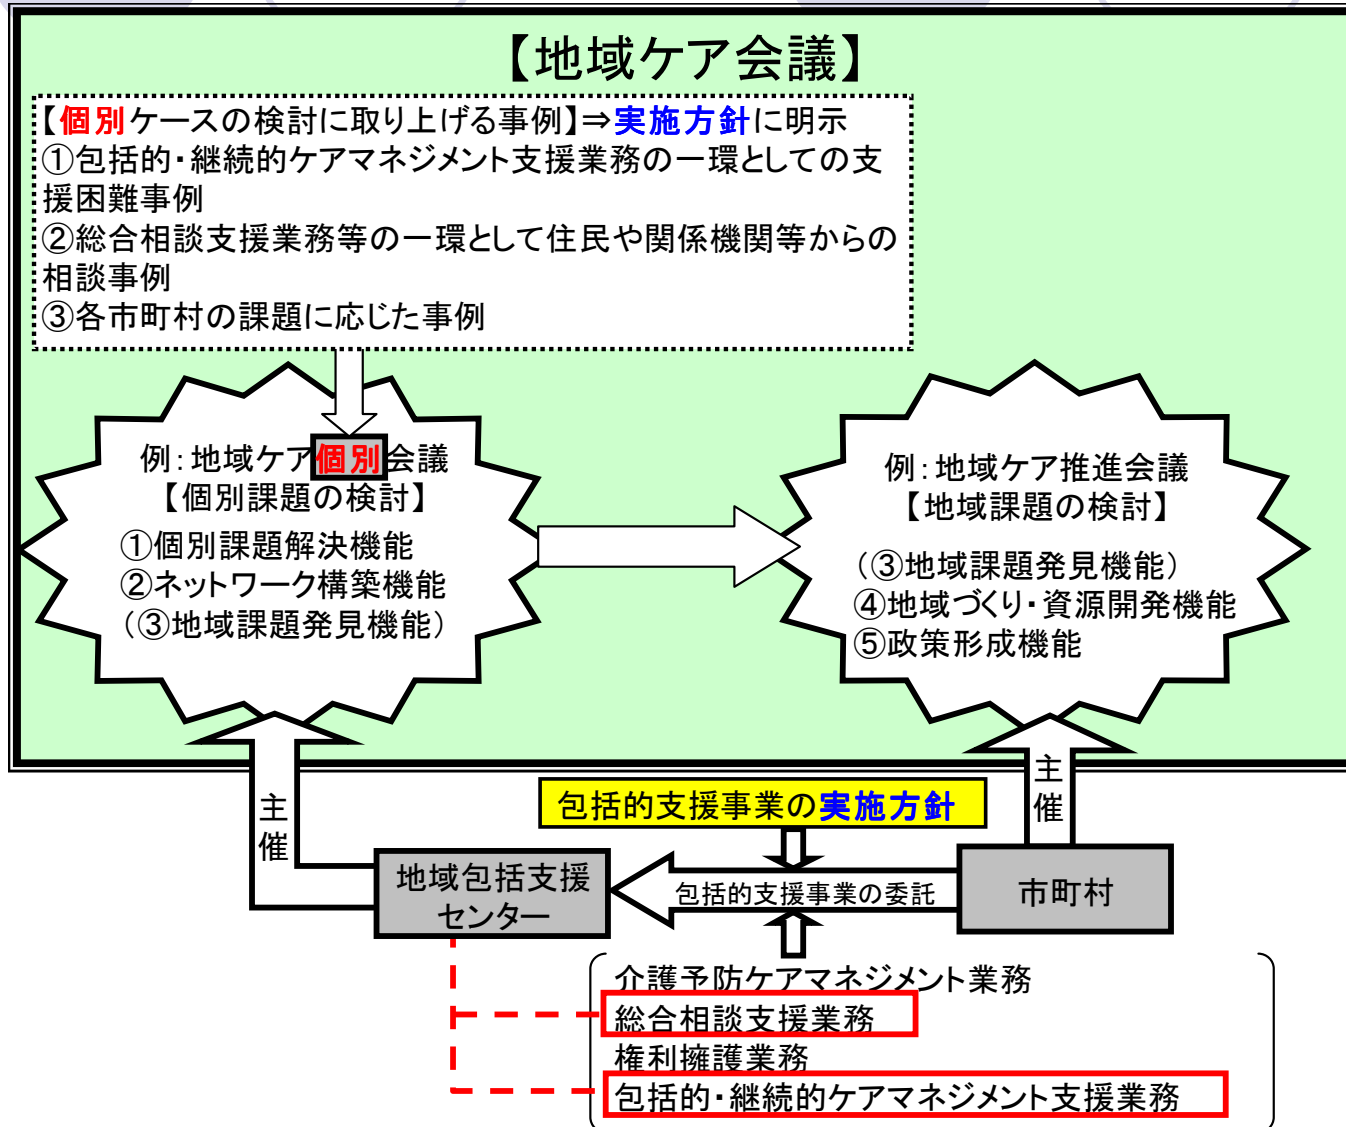 【地域ケア会議】
【個別ケースの検討に取り上げる事例】⇒実施方針に明示
①包括的・継続的ケアマネジメント支援業務の一環としての支
援困難事例
②総合相談支援業務等の一環として住民や関係機関等からの
相談事例
③各市町村の課題に応じた事例
例：地域ケア個別会議
【個別課題の検討】
①個別課題解決機能
②ネットワーク構築機能
（③地域課題発見機能）
例：地域ケア推進会議
【地域課題の検討】
（③地域課題発見機能）
④地域づくり・資源開発機能
⑤政策形成機能
主
催
主
催
包括的支援事業の実施方針
地域包括支援
センター
包括的支援事業の委託
市町村
介護予防ケアマネジメント業務
総合相談支援業務
権利擁護業務
包括的・継続的ケアマネジメント支援業務